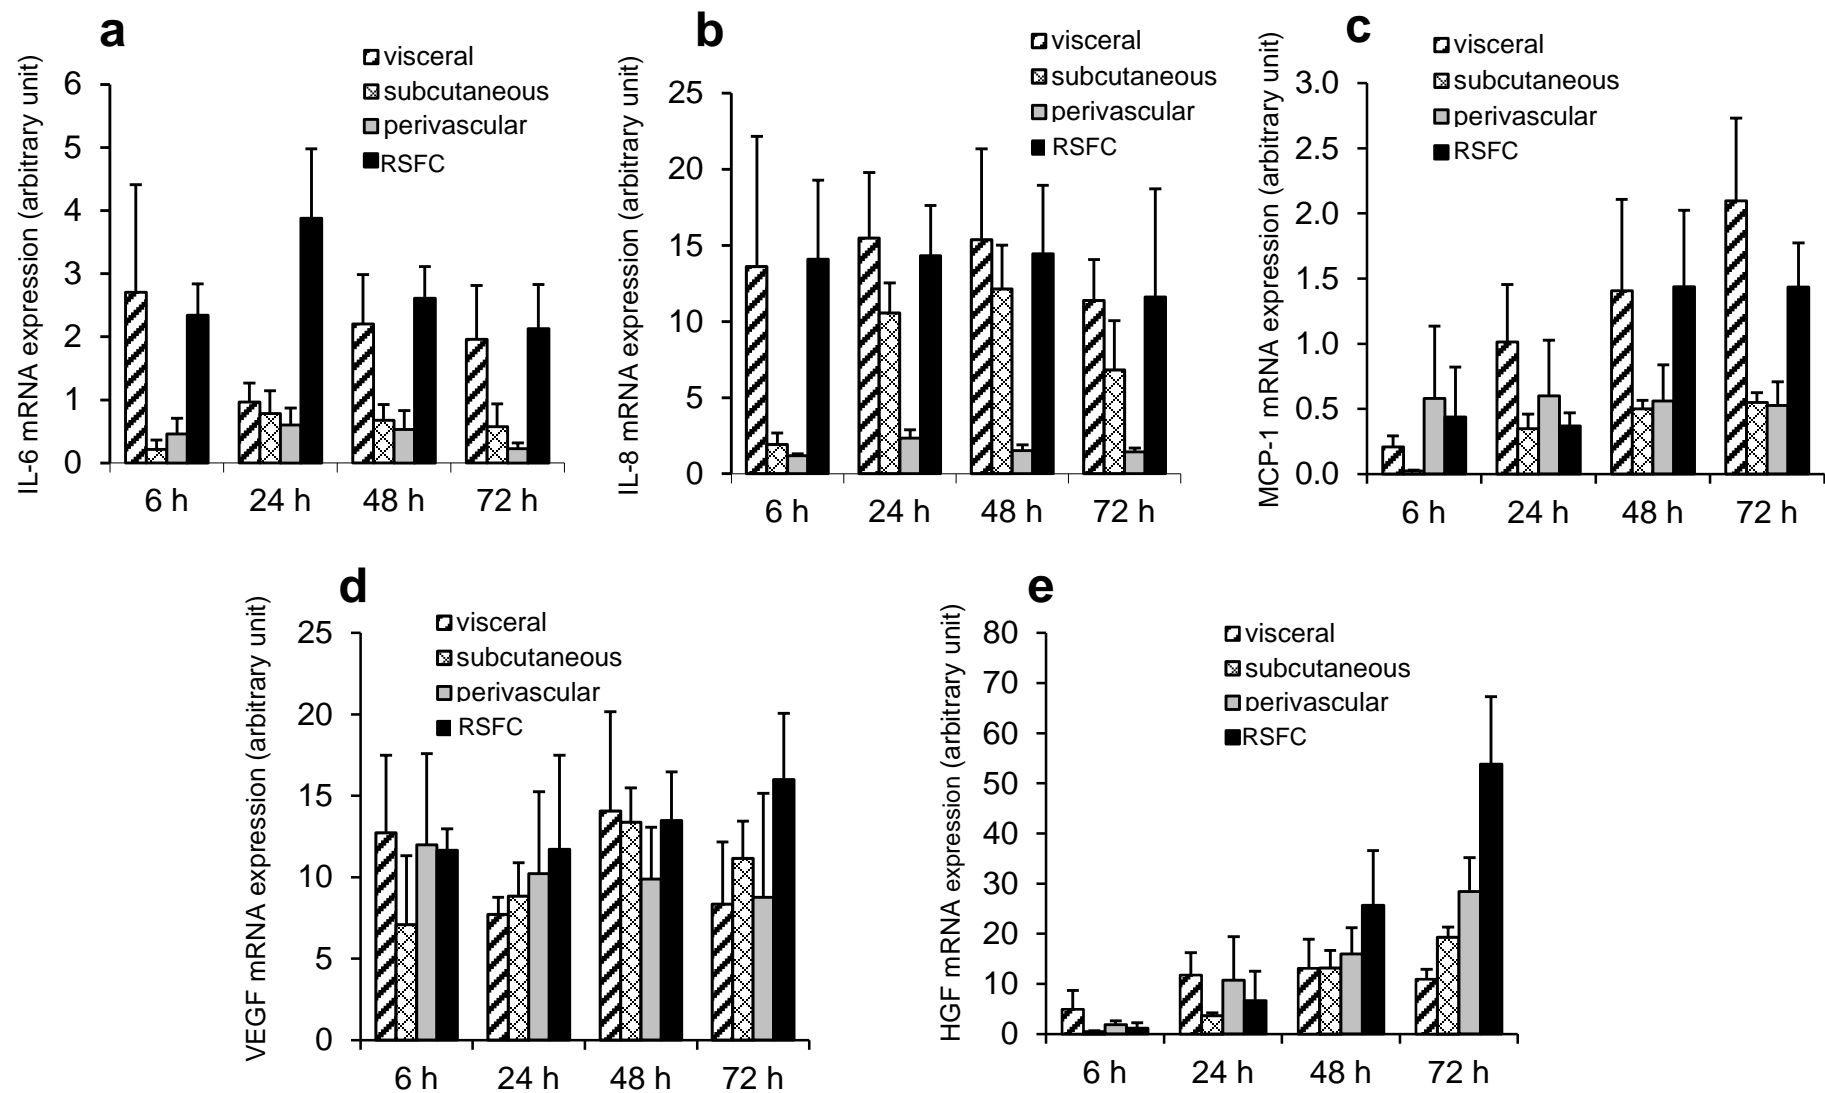 a
IL-6 mRNA expression (arbitrary unit)
visceral
subcutaneous
perivascular
RSFC
6
5
4
3
2
1
0
6 h 24 h 48 h 72 h
b
IL-8 mRNA expression (arbitrary unit)
visceral
subcutaneous
perivascular
RSFC
25
20
15
10
5
0
6 h 24 h 48 h 72 h
c
MCP-1 mRNA expression (arbitrary unit)
visceral
subcutaneous
perivascular
RSFC
3.0
2.5
2.0
1.5
1.0
0.5
0.0
6 h 24 h 48 h 72 h
d
VEGF mRNA expression (arbitrary unit)
visceral
subcutaneous
perivascular
RSFC
25
20
15
10
5
0
6 h 24 h 48 h 72 h
e
HGF mRNA expression (arbitrary unit)
visceral
subcutaneous
perivascular
RSFC
80
70
60
50
40
30
20
10
0
6 h 24 h 48 h 72 h